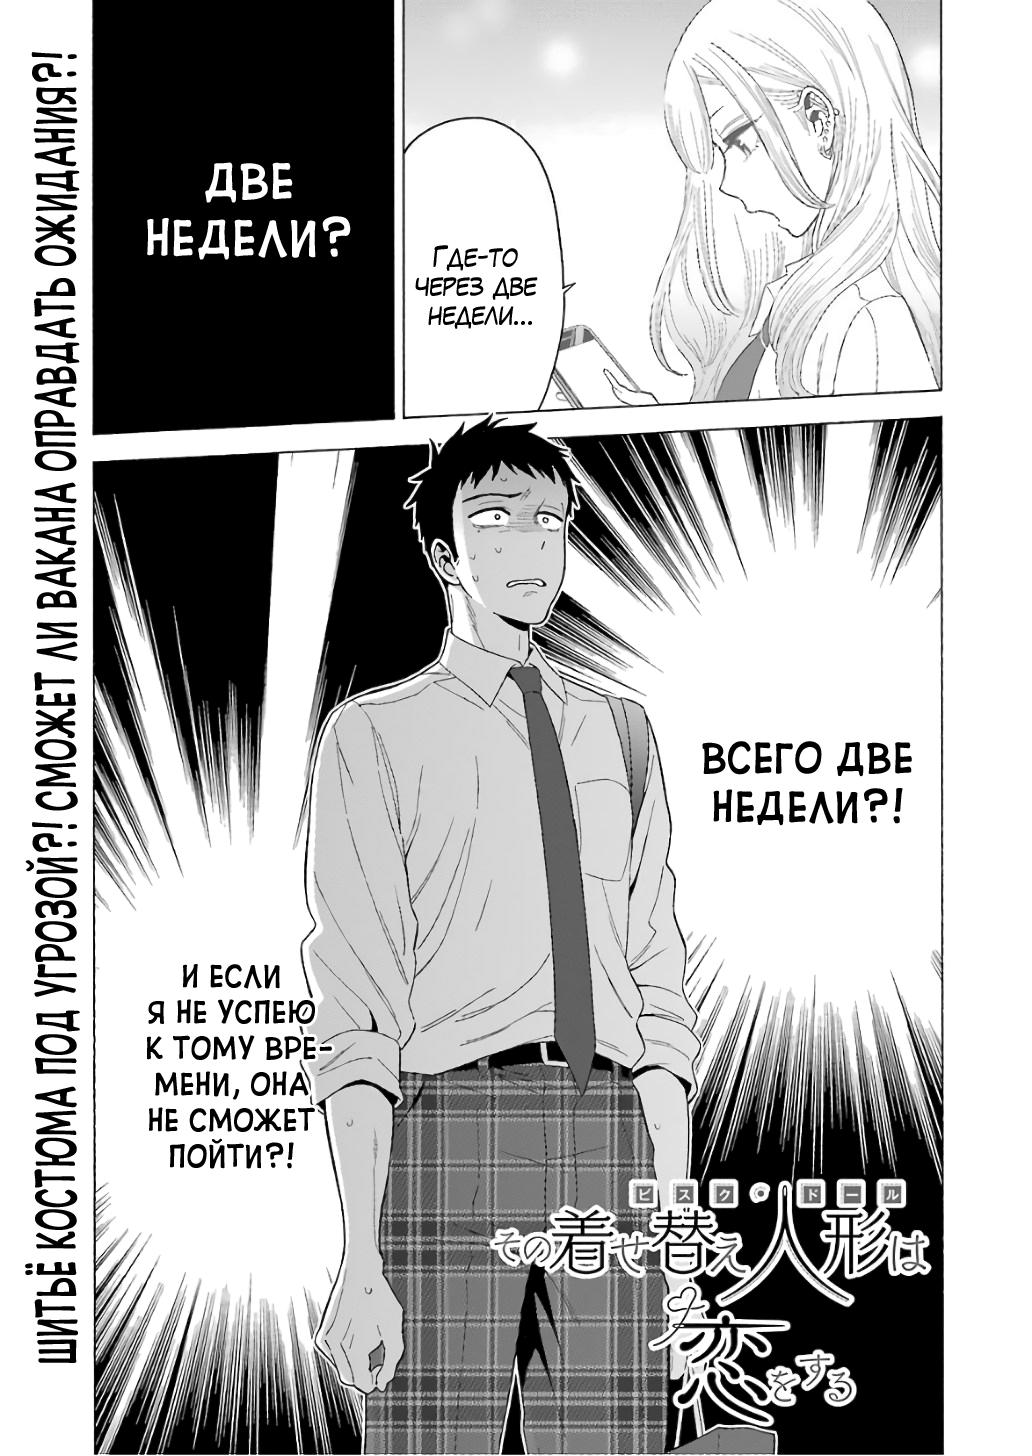 ГДЕ-ТО
ЧЕРЕЗ ДВЕ
НЕДЕЛИ...
ДВЕ
НЕДЕЛИ?
ШИТЬЁ КОСТЮМА ПОД УГРОЗОЙ?! СМОЖЕТ ЛИ ВАКАНА ОПРАВДАТЬ ОЖИДАНИЯ?!
ВСЕГО ДВЕ
НЕДЕЛИ?!
И ЕСЛИ
Я НЕ УСПЕЮ
К ТОМУ ВРЕ-
МЕНИ, ОНА
НЕ СМОЖЕТ
ПОЙТИ?!
ビスク・ドール
その着せ替え人形は
恋をする